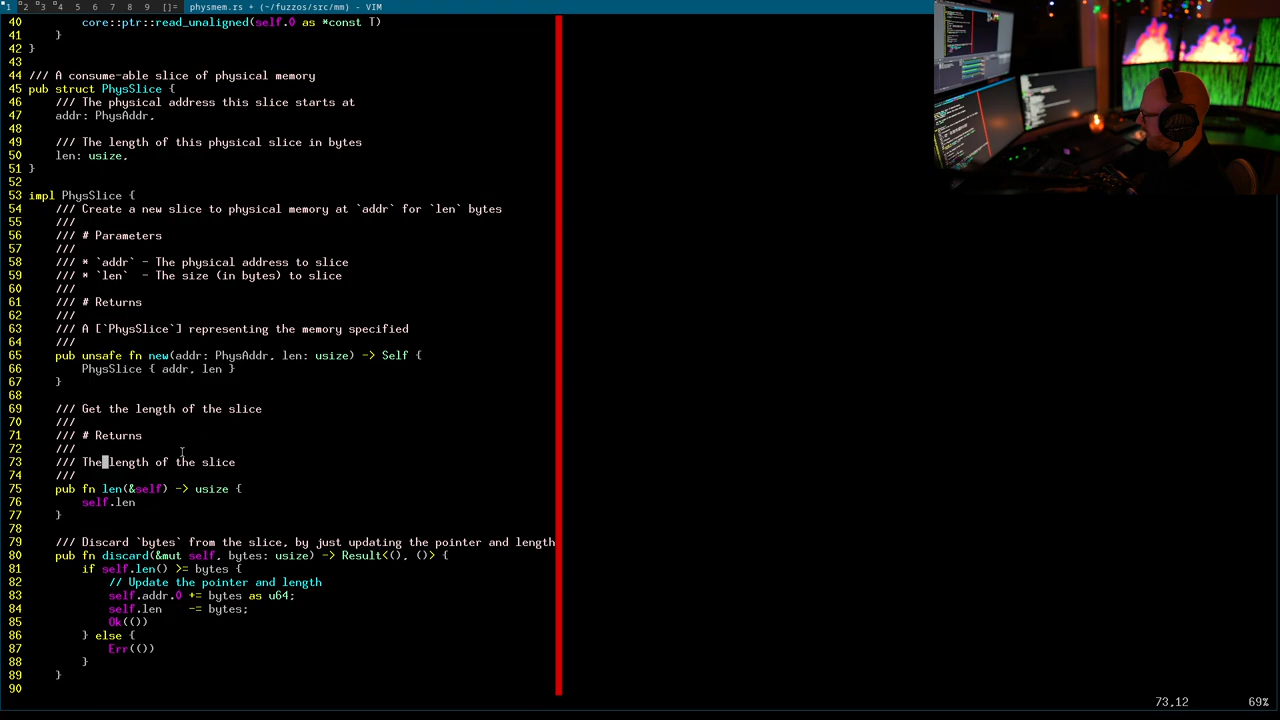 1 2 3 4 5 6 7 8 9 []= physmem.rs + (~/fuzzos/src/mm) - VIM
40 core::ptr::read_unaligned(self.0 as *const T)
41 }
42 }
43
44 /// A consume-able slice of physical memory
45 pub struct PhysSlice {
46 /// The physical address this slice starts at
47 addr: PhysAddr,
48
49 /// The length of this physical slice in bytes
50 len: usize,
51 }
52
53 impl PhysSlice {
54 /// Create a new slice to physical memory at `addr` for `len` bytes
55 ///
56 /// # Parameters
57 ///
58 /// * `addr` - The physical address to slice
59 /// * `len`  - The size (in bytes) to slice
60 ///
61 /// # Returns
62 ///
63 /// A [`PhysSlice`] representing the memory specified
64 ///
65 pub unsafe fn new(addr: PhysAddr, len: usize) -> Self {
66 PhysSlice { addr, len }
67 }
68
69 /// Get the length of the slice
70 ///
71 /// # Returns
72 ///
73 /// The length of the slice
74 ///
75 pub fn len(&self) -> usize {
76 self.len
77 }
78
79 /// Discard `bytes` from the slice, by just updating the pointer and length
80 pub fn discard(&mut self, bytes: usize) -> Result<(), ()> {
81 if self.len() >= bytes {
82 // Update the pointer and length
83 self.addr.0 += bytes as u64;
84 self.len    -= bytes;
85 Ok(())
86 } else {
87 Err(())
88 }
89 }
90
73,12 69%